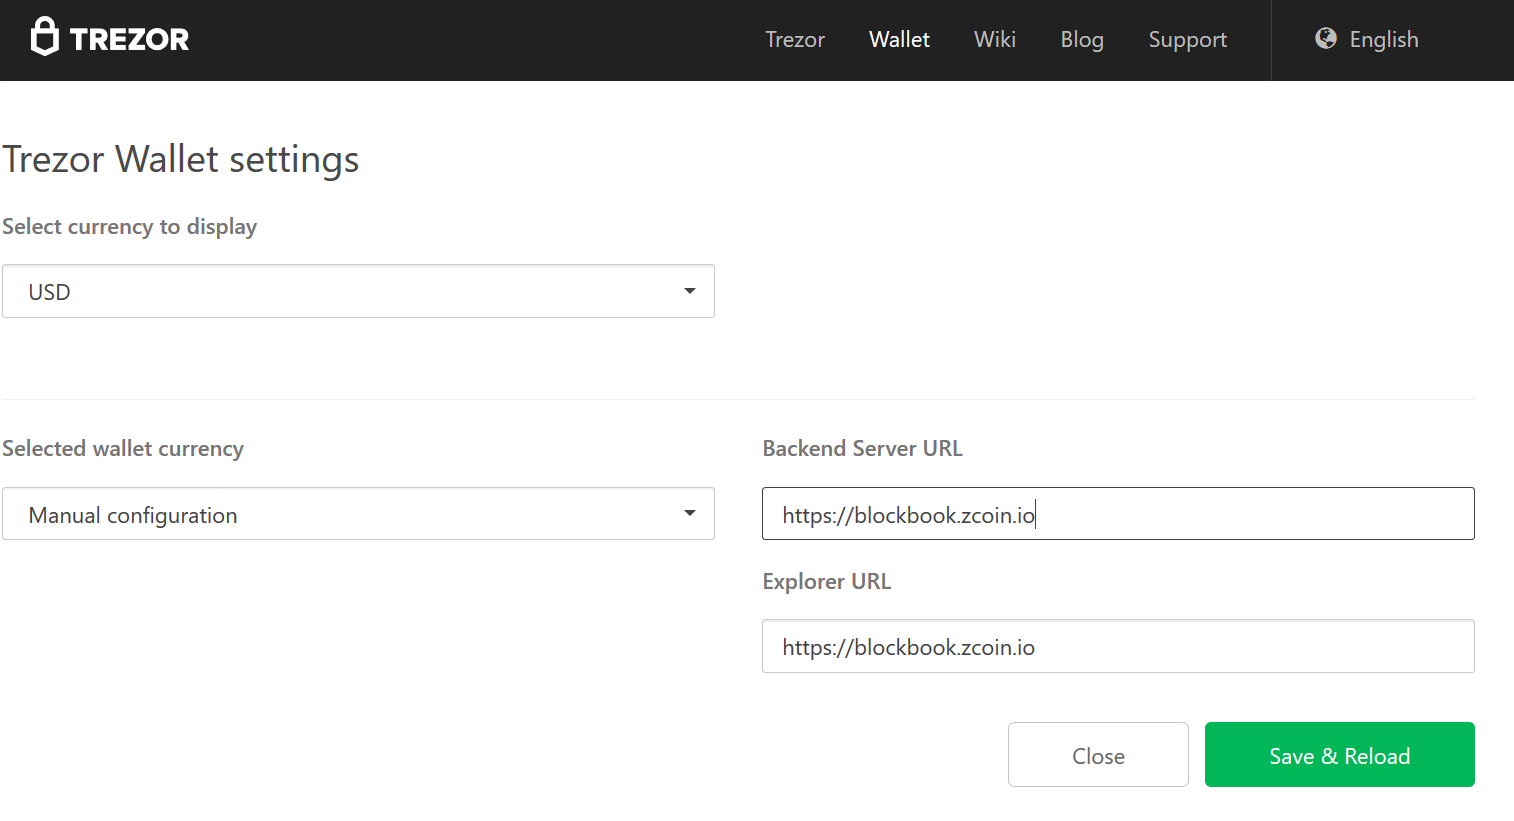 TREZOR
Trezor Wallet Wiki Blog Support English
Trezor Wallet settings
Select currency to display
USD
Selected wallet currency
Manual configuration
Backend Server URL
https://blockbook.zcoin.io
Explorer URL
https://blockbook.zcoin.io
Close
Save & Reload